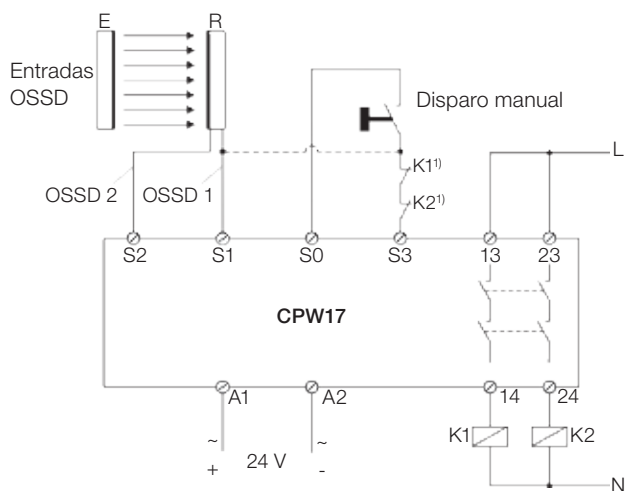 E R
Entradas
OSSD
Disparo manual
L
K1¹⁾
OSSD 2 OSSD 1
K2¹⁾
S2 S1 S0 S3 13 23
CPW17
A1 A2 14 24
~ ~
+ 24 V -
K1 K2
N